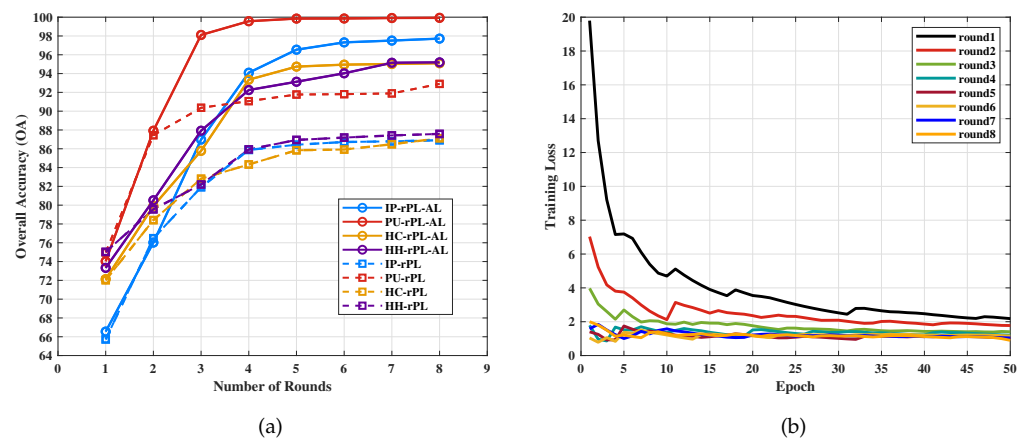 100
98
96
94
92
90
88
86
84
82
80
78
76
74
72
70
68
66
64
0 1 2 3 4 5 6 7 8 9
Overall Accuracy (OA)
Number of Rounds
IP-rPL-AL
PU-rPL-AL
HC-rPL-AL
HH-rPL-AL
IP-rPL
PU-rPL
HC-rPL
HH-rPL
(a)
20
18
16
14
12
10
8
6
4
2
0
0 5 10 15 20 25 30 35 40 45 50
Training Loss
Epoch
round1
round2
round3
round4
round5
round6
round7
round8
(b)